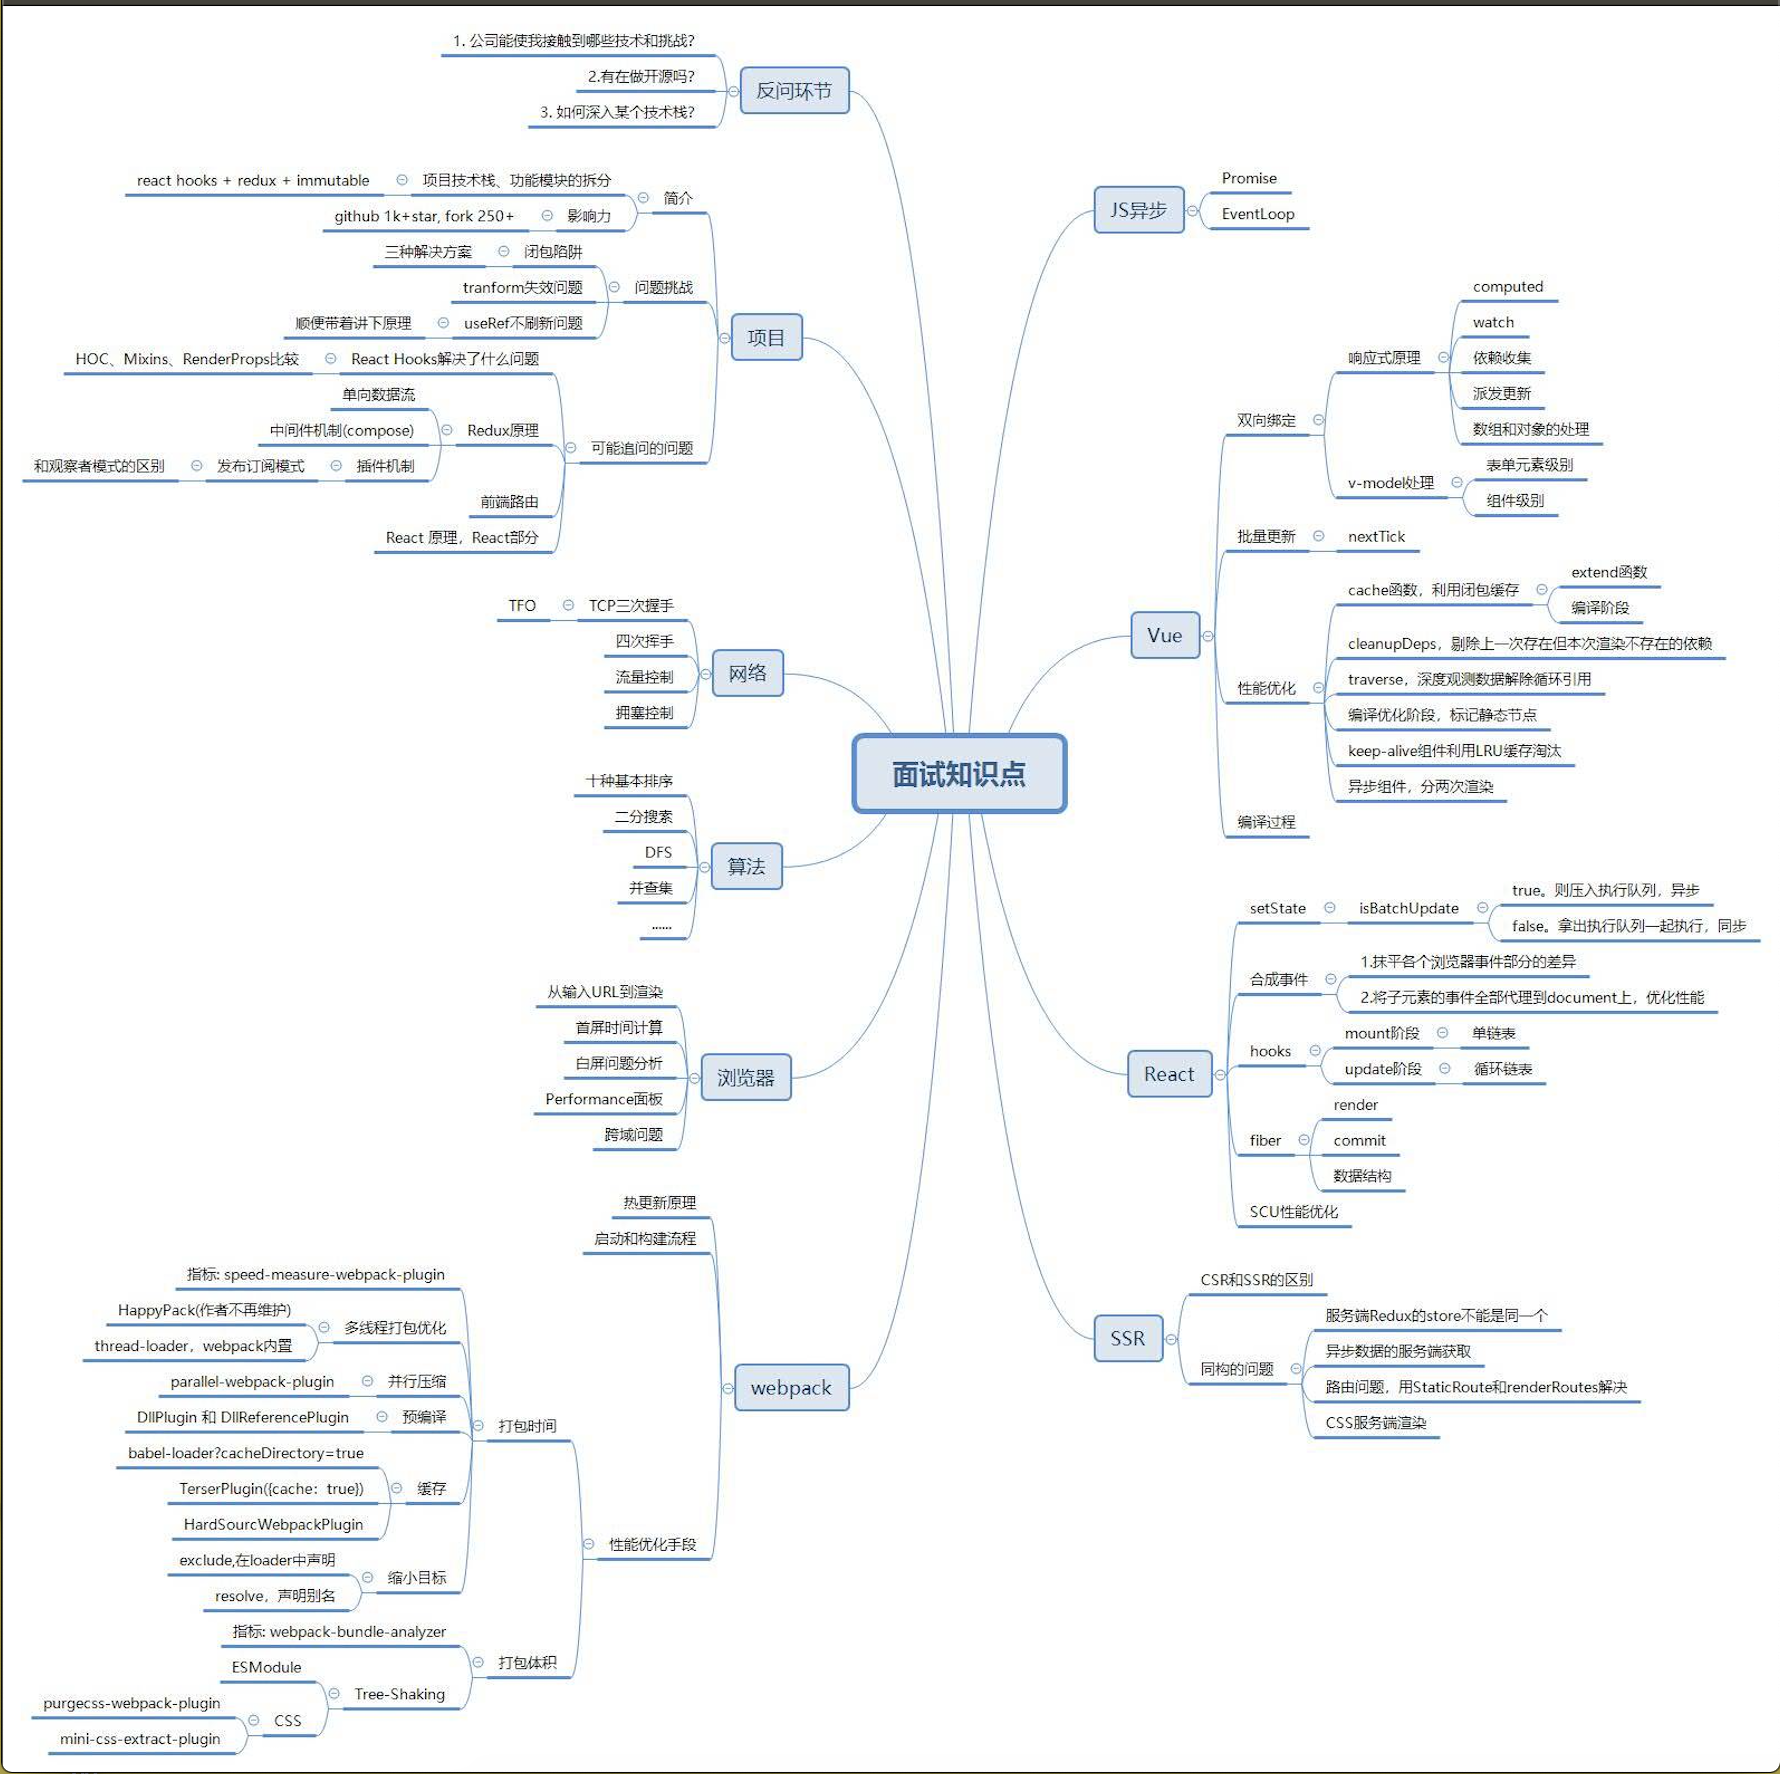 面试知识点
反问环节
1. 公司能使我接触到哪些技术和挑战?
2.有在做开源吗?
3. 如何深入某个技术栈?
项目
简介
项目技术栈、功能模块的拆分
react hooks + redux + immutable
影响力
github 1k+star, fork 250+
问题挑战
闭包陷阱
三种解决方案
tranform失效问题
useRef不刷新问题
顺便带着讲下原理
可能追问的问题
React Hooks解决了什么问题
HOC、Mixins、RenderProps比较
Redux原理
单向数据流
中间件机制(compose)
插件机制
发布订阅模式
和观察者模式的区别
前端路由
React 原理，React部分
网络
TCP三次握手
TFO
四次挥手
流量控制
拥塞控制
算法
十种基本排序
二分搜索
DFS
并查集
......
浏览器
从输入URL到渲染
首屏时间计算
白屏问题分析
Performance面板
跨域问题
webpack
热更新原理
启动和构建流程
性能优化手段
打包时间
指标: speed-measure-webpack-plugin
多线程打包优化
HappyPack(作者不再维护)
thread-loader，webpack内置
并行压缩
parallel-webpack-plugin
预编译
DllPlugin 和 DllReferencePlugin
缓存
babel-loader?cacheDirectory=true
TerserPlugin({cache：true})
HardSourcWebpackPlugin
缩小目标
exclude,在loader中声明
resolve，声明别名
打包体积
指标: webpack-bundle-analyzer
Tree-Shaking
ESModule
CSS
purgecss-webpack-plugin
mini-css-extract-plugin
JS异步
Promise
EventLoop
Vue
双向绑定
响应式原理
computed
watch
依赖收集
派发更新
数组和对象的处理
v-model处理
表单元素级别
组件级别
批量更新
nextTick
性能优化
cache函数，利用闭包缓存
extend函数
编译阶段
cleanupDeps，剔除上一次存在但本次渲染不存在的依赖
traverse，深度观测数据解除循环引用
编译优化阶段，标记静态节点
keep-alive组件利用LRU缓存淘汰
异步组件，分两次渲染
编译过程
React
setState
isBatchUpdate
true。则压入执行队列，异步
false。拿出执行队列一起执行，同步
合成事件
1.抹平各个浏览器事件部分的差异
2.将子元素的事件全部代理到document上，优化性能
hooks
mount阶段
单链表
update阶段
循环链表
fiber
render
commit
数据结构
SCU性能优化
SSR
CSR和SSR的区别
同构的问题
服务端Redux的store不能是同一个
异步数据的服务端获取
路由问题，用StaticRoute和renderRoutes解决
CSS服务端渲染